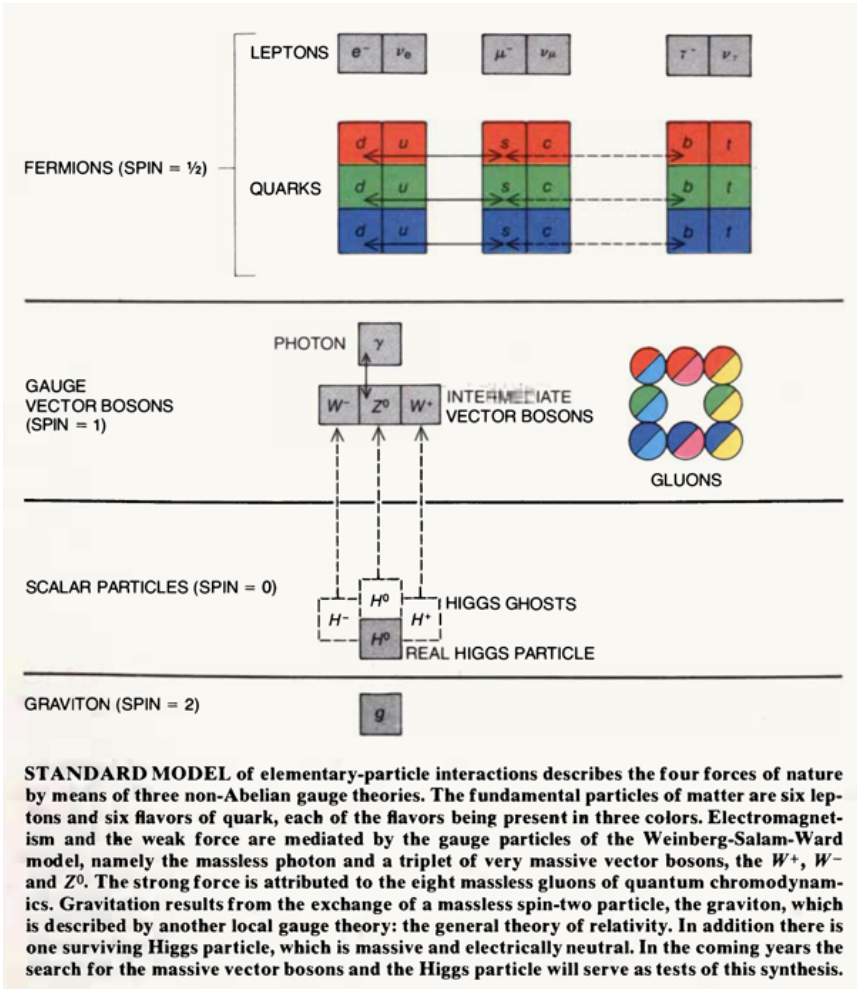 LEPTONS e⁻ νe μ⁻ νμ τ⁻ ντ
d u s c b t
FERMIONS (SPIN = ½)
QUARKS d u s c b t
d u s c b t
PHOTON γ
GAUGE
VECTOR BOSONS
(SPIN = 1)
W⁻ Z⁰ W⁺
INTERMEDIATE
VECTOR BOSONS
GLUONS
SCALAR PARTICLES (SPIN = 0)
H⁻ H⁰ H⁺ HIGGS GHOSTS
H⁰ REAL HIGGS PARTICLE
GRAVITON (SPIN = 2)
g
STANDARD MODEL of elementary-particle interactions describes the four forces of nature
by means of three non-Abelian gauge theories. The fundamental particles of matter are six lep-
tons and six flavors of quark, each of the flavors being present in three colors. Electromagnet-
ism and the weak force are mediated by the gauge particles of the Weinberg-Salam-Ward
model, namely the massless photon and a triplet of very massive vector bosons, the W+, W−
and Z⁰. The strong force is attributed to the eight massless gluons of quantum chromodynam-
ics. Gravitation results from the exchange of a massless spin-two particle, the graviton, which
is described by another local gauge theory: the general theory of relativity. In addition there is
one surviving Higgs particle, which is massive and electrically neutral. In the coming years the
search for the massive vector bosons and the Higgs particle will serve as tests of this synthesis.